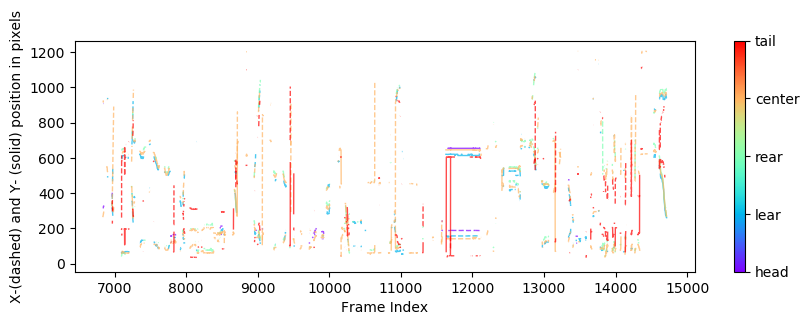 X-(dashed) and Y- (solid) position in pixels
1200
1000
800
600
400
200
0
7000 8000 9000 10000 11000 12000 13000 14000 15000
Frame Index
tail
center
rear
lear
head